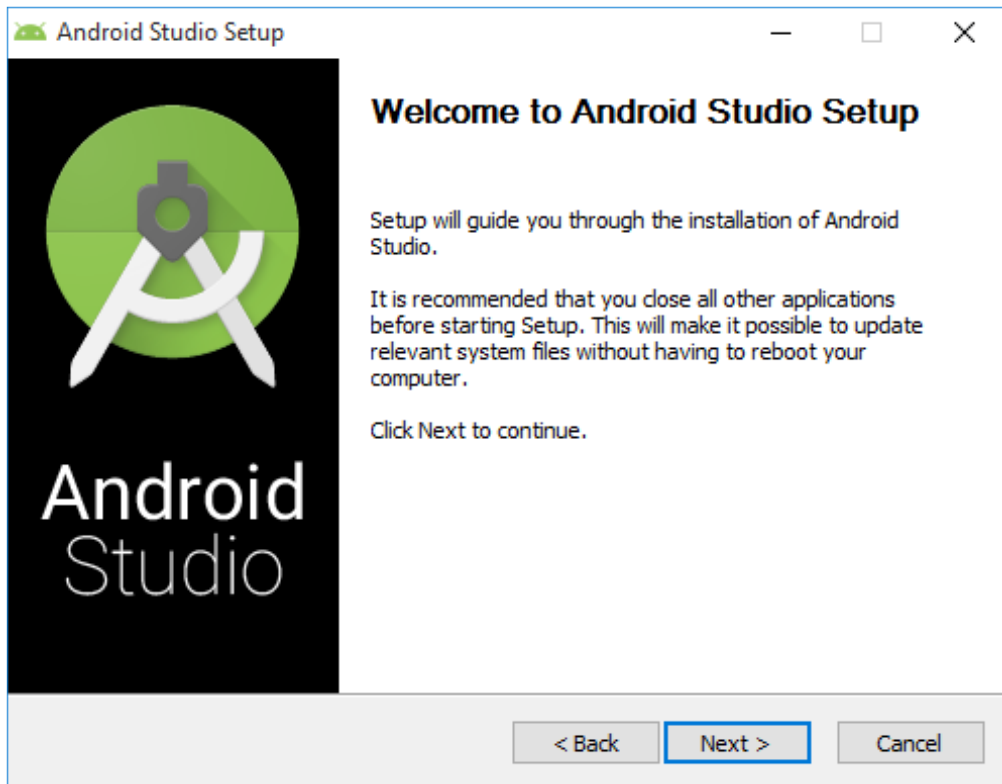 Android Studio Setup
Welcome to Android Studio Setup
Setup will guide you through the installation of Android
Studio.
It is recommended that you close all other applications
before starting Setup. This will make it possible to update
relevant system files without having to reboot your
computer.
Click Next to continue.
Android
Studio
< Back
Next >
Cancel